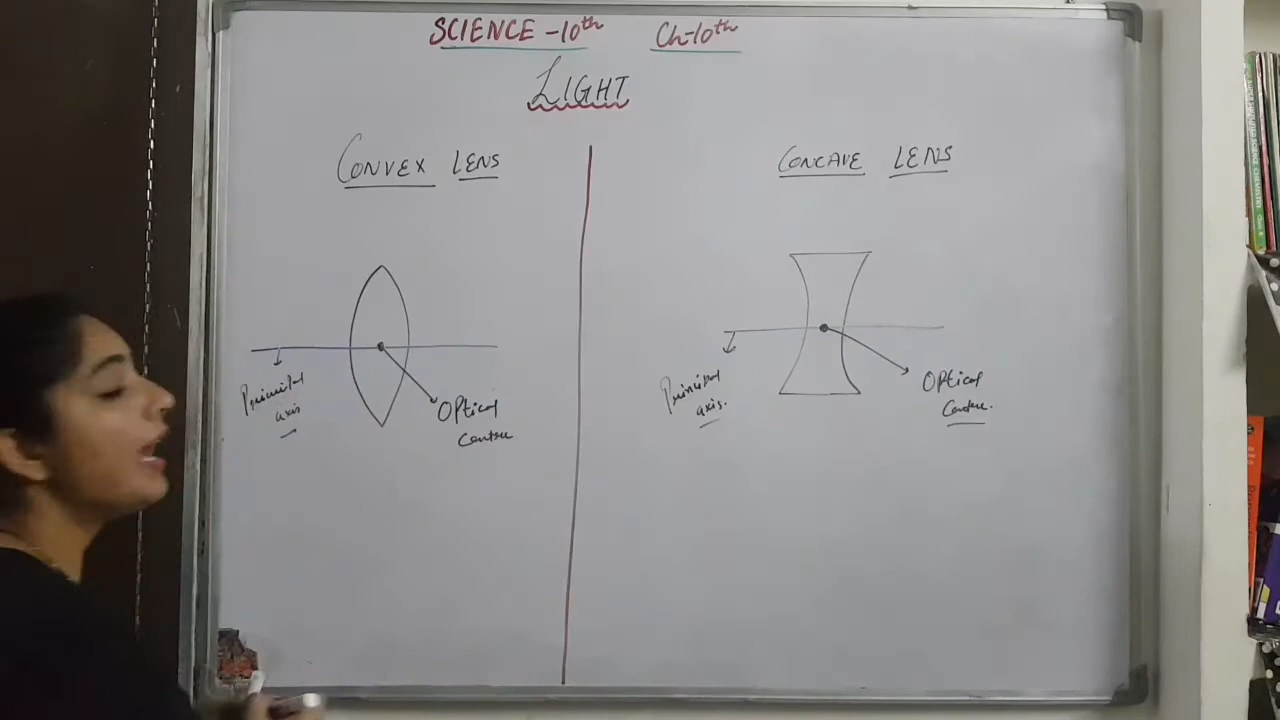 SCIENCE - 10th Ch-10th
LIGHT
CONVEX LENS
Principal
axis
Optical
Centre
CONCAVE LENS
Principal
axis.
Optical
Centre.